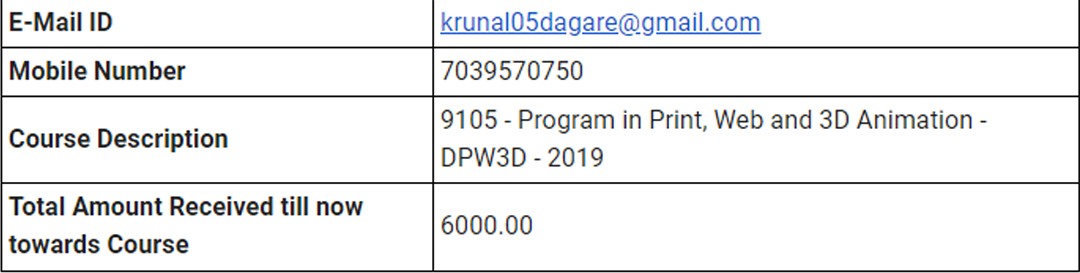 E-Mail ID krunal05dagare@gmail.com
Mobile Number 7039570750
Course Description 9105 - Program in Print, Web and 3D Animation -
DPW3D - 2019
Total Amount Received till now
towards Course 6000.00